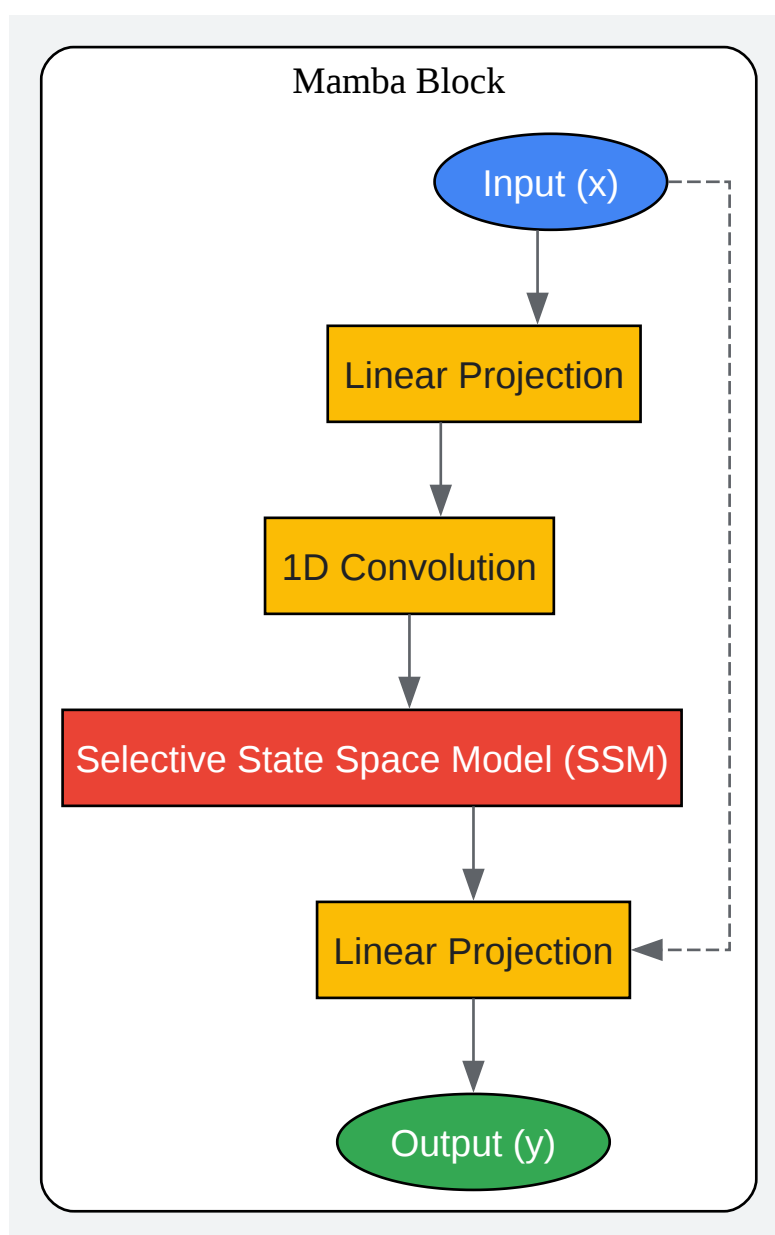 Mamba Block
Input (x)
Linear Projection
1D Convolution
Selective State Space Model (SSM)
Linear Projection
Output (y)